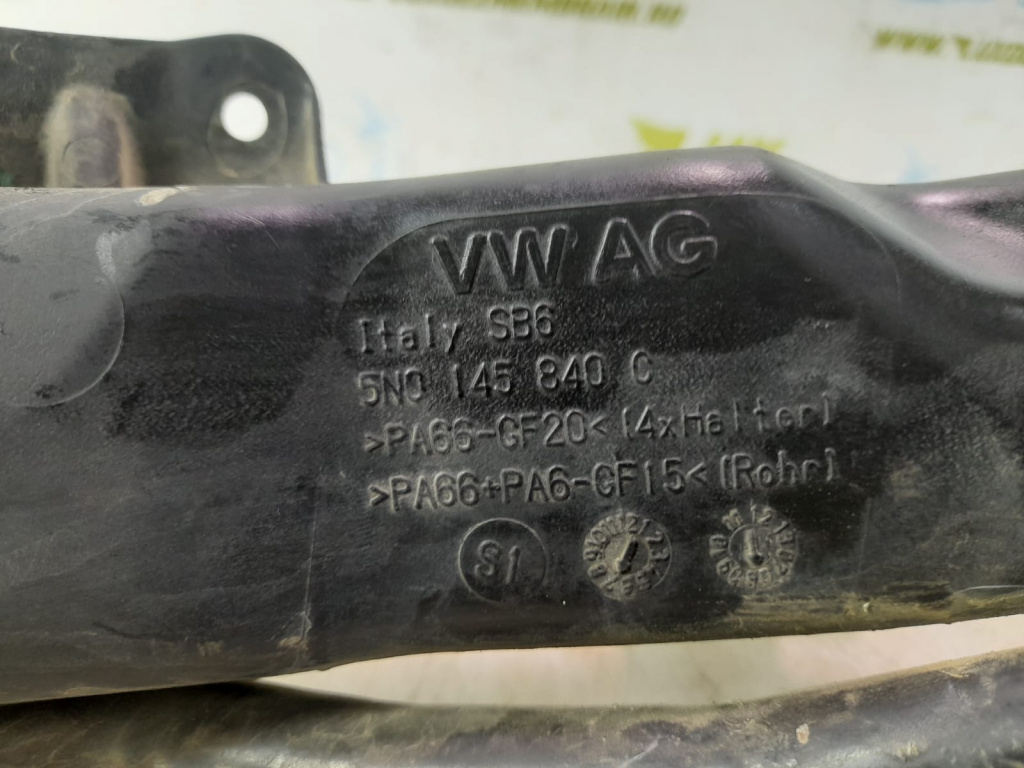 VW AG
Italy SB6
5N0 145 840 C
>PA66-GF20< (4xHalter)
>PA66+PA6-GF15< (Rohr)
S1